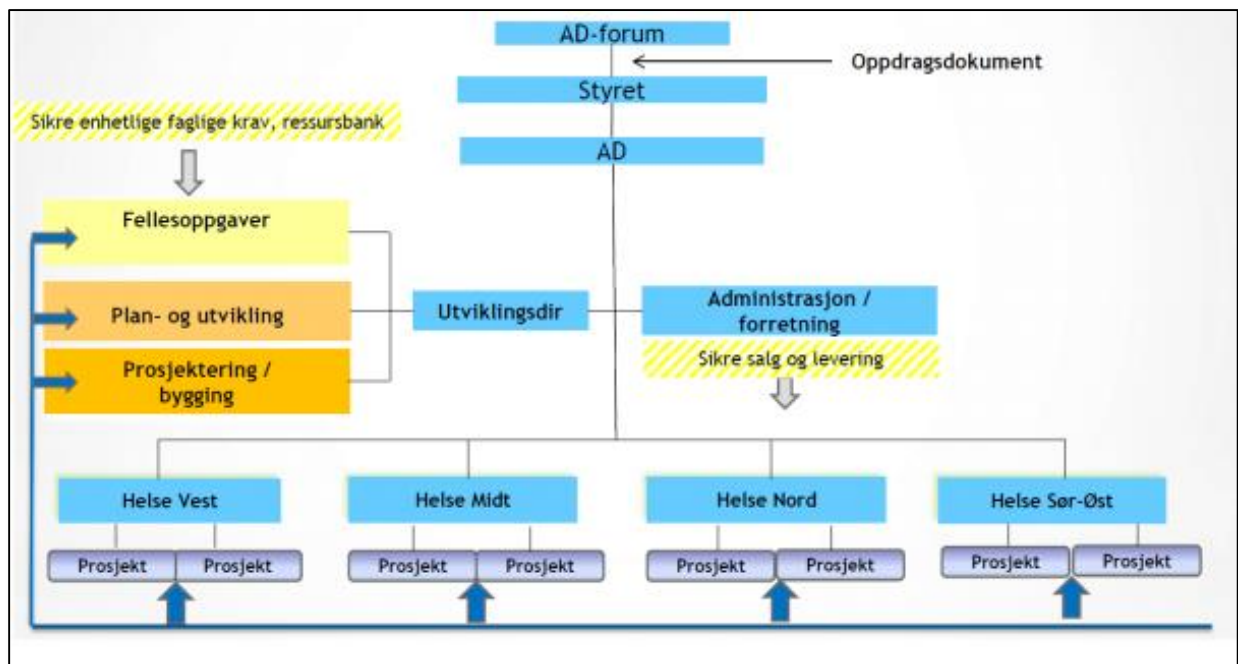 AD-forum
Oppdragsdokument
Styret
Sikre enhetlige faglige krav, ressursbank
AD
Fellesoppgaver
Plan- og utvikling
Utviklingsdir
Administrasjon /
forretning
Sikre salg og levering
Prosjektering /
bygging
Helse Vest
Helse Midt
Helse Nord
Helse Sør-Øst
Prosjekt
Prosjekt
Prosjekt
Prosjekt
Prosjekt
Prosjekt
Prosjekt
Prosjekt